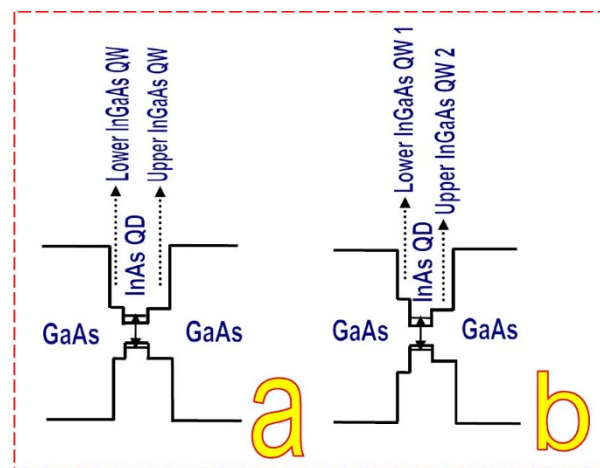 Lower InGaAs QW
Upper InGaAs QW
InAs QD
GaAs
GaAs
a
Lower InGaAs QW 1
Upper InGaAs QW 2
InAs QD
GaAs
GaAs
b